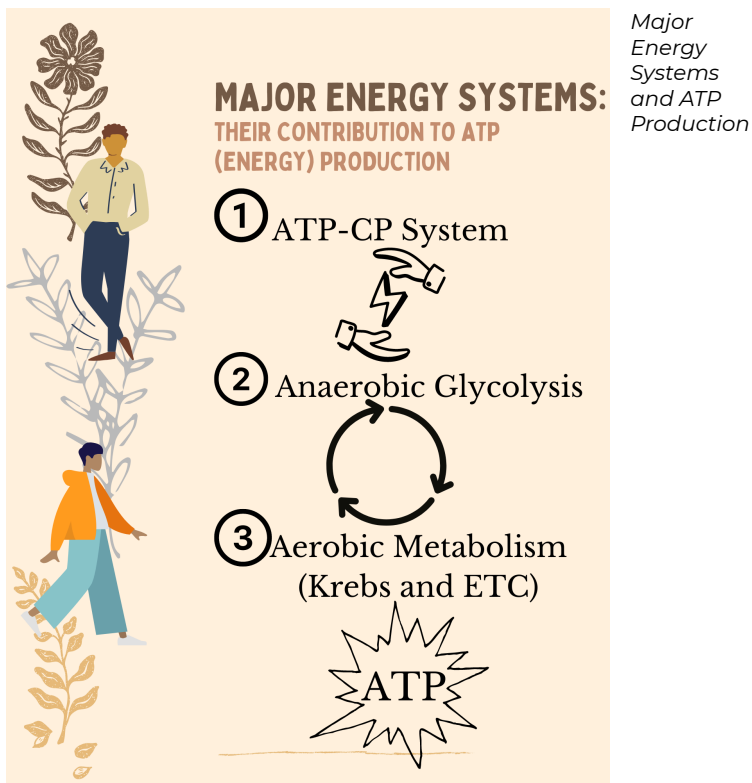 MAJOR ENERGY SYSTEMS:
THEIR CONTRIBUTION TO ATP
(ENERGY) PRODUCTION
1 ATP-CP System
2 Anaerobic Glycolysis
3 Aerobic Metabolism
(Krebs and ETC)
ATP
Major
Energy
Systems
and ATP
Production